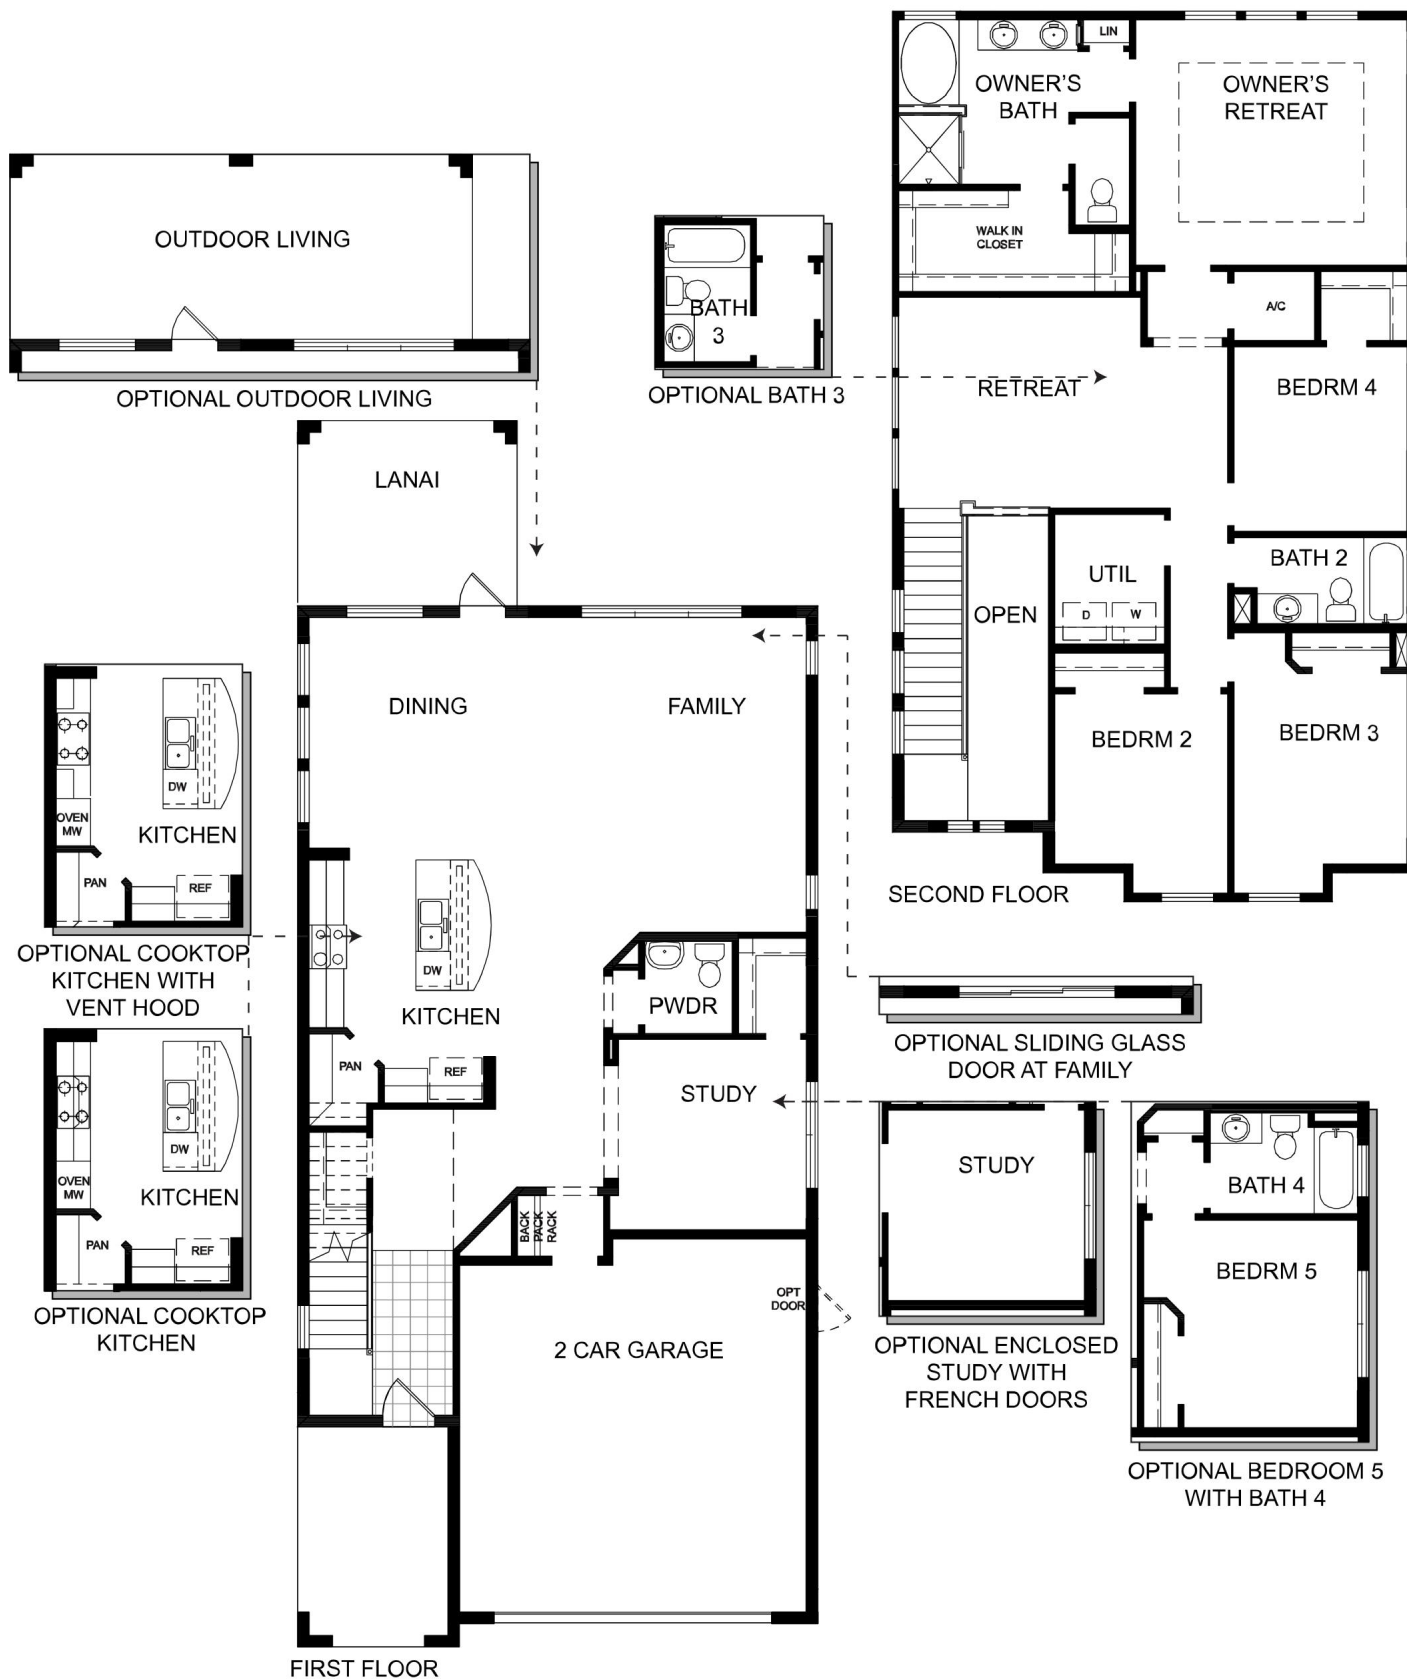 OUTDOOR LIVING
OPTIONAL OUTDOOR LIVING
LANAI
DINING
FAMILY
DW
KITCHEN
PAN
REF
PWDR
STUDY
BACK
PACK
RACK
OPT
DOOR
2 CAR GARAGE
FIRST FLOOR
DW
OVEN
MW
KITCHEN
PAN
REF
OPTIONAL COOKTOP
KITCHEN WITH
VENT HOOD
DW
OVEN
MW
KITCHEN
PAN
REF
OPTIONAL COOKTOP
KITCHEN
BATH
3
OPTIONAL BATH 3
LIN
OWNER'S
BATH
OWNER'S
RETREAT
WALK IN
CLOSET
A/C
RETREAT
BEDRM 4
BATH 2
UTIL
D
W
OPEN
BEDRM 2
BEDRM 3
SECOND FLOOR
OPTIONAL SLIDING GLASS
DOOR AT FAMILY
STUDY
OPTIONAL ENCLOSED
STUDY WITH
FRENCH DOORS
BATH 4
BEDRM 5
OPTIONAL BEDROOM 5
WITH BATH 4